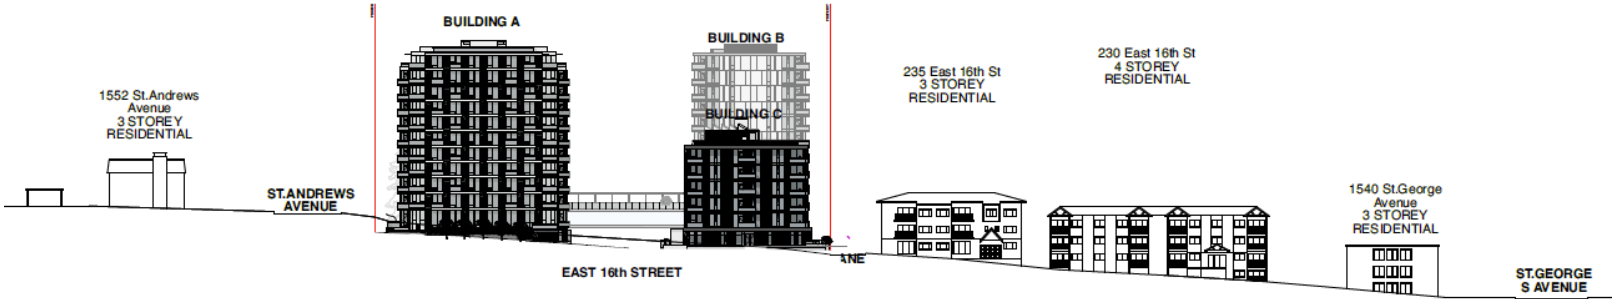 BUILDING A
BUILDING B
BUILDING C
1552 St.Andrews
Avenue
3 STOREY
RESIDENTIAL
ST.ANDREWS
AVENUE
EAST 16th STREET
235 East 16th St
3 STOREY
RESIDENTIAL
230 East 16th St
4 STOREY
RESIDENTIAL
ANE
1540 St.George
Avenue
3 STOREY
RESIDENTIAL
ST.GEORGE
S AVENUE